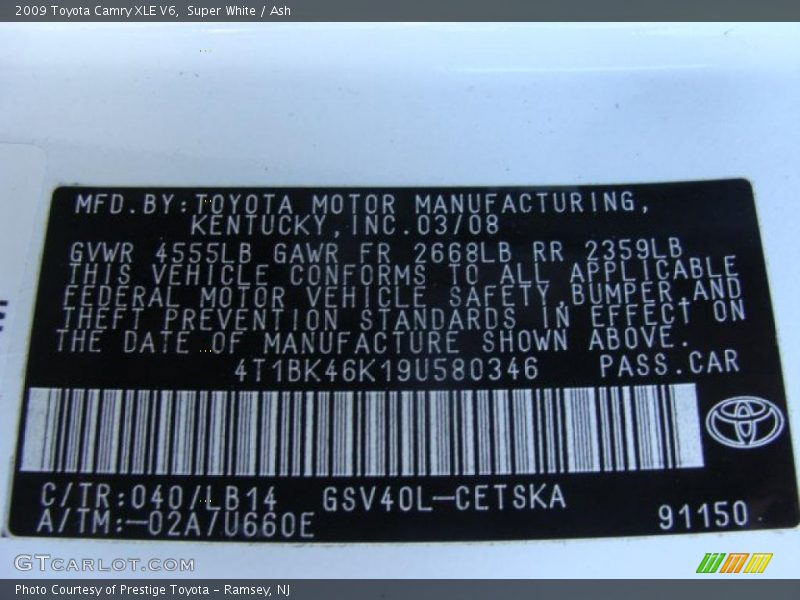 2009 Toyota Camry XLE V6, Super White / Ash
MFD.BY:TOYOTA MOTOR MANUFACTURING,
KENTUCKY,INC.03/08
GVWR 4555LB GAWR FR 2668LB RR 2359LB
THIS VEHICLE CONFORMS TO ALL APPLICABLE
FEDERAL MOTOR VEHICLE SAFETY,BUMPER,AND
THEFT PREVENTION STANDARDS IN EFFECT ON
THE DATE OF MANUFACTURE SHOWN ABOVE.
4T1BK46K19U580346 PASS.CAR
C/TR:040/LB14 GSV40L-CETSKA
A/TM:-02A/U660E 91150
GTCARLOT.COM
Photo Courtesy of Prestige Toyota - Ramsey, NJ